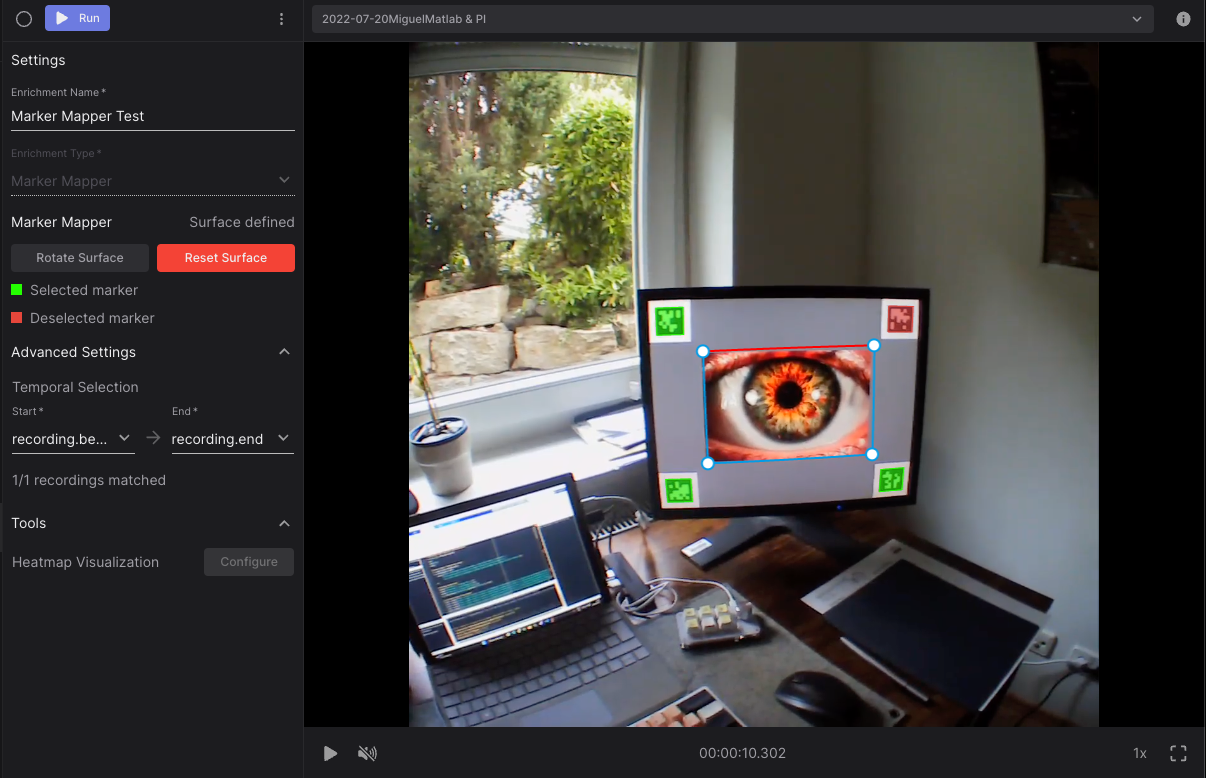 Run
2022-07-20MiguelMatlab & PI
Settings
Enrichment Name *
Marker Mapper Test
Enrichment Type *
Marker Mapper
Marker Mapper Surface defined
Rotate Surface Reset Surface
Selected marker
Deselected marker
Advanced Settings
Temporal Selection
Start * End *
recording.be... recording.end
1/1 recordings matched
Tools
Heatmap Visualization Configure
00:00:10.302 1x